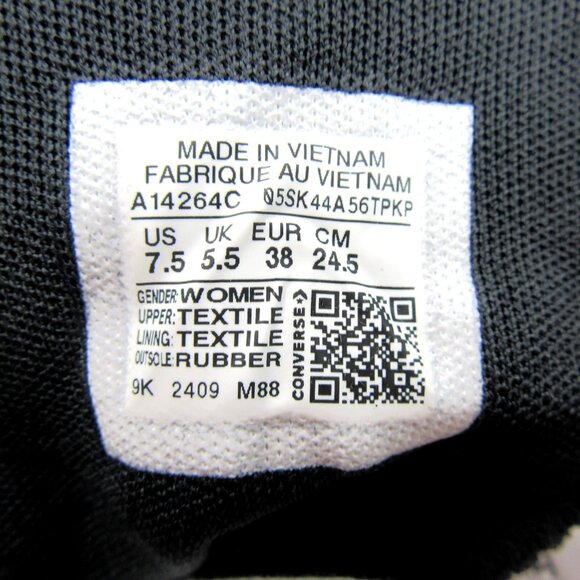 MADE IN VIETNAM
FABRIQUE AU VIETNAM
A14264C 05SK44A56TPKP
US UK EUR CM
7.5 5.5 38 24.5
GENDER: WOMEN
UPPER: TEXTILE
LINING: TEXTILE
OUTSOLE: RUBBER
CONVERSE
9K 2409 M88